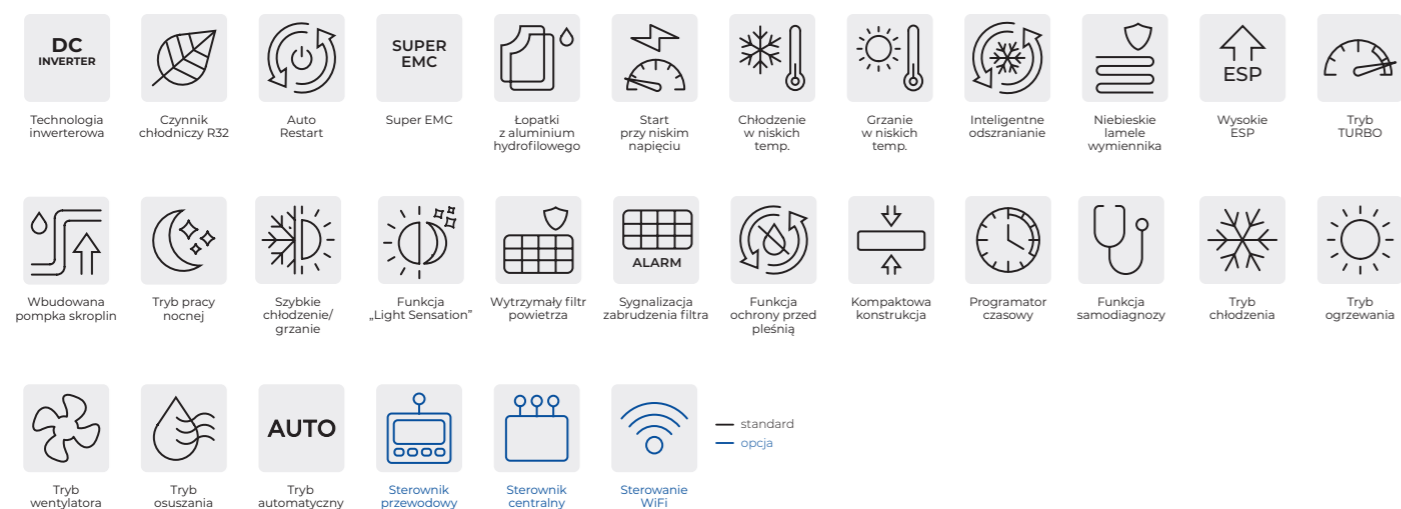 DC
INVERTER
Technologia
inwerterowa
Czynnik
chłodniczy R32
Auto
Restart
SUPER
EMC
Super EMC
Łopatki
z aluminium
hydrofilowego
Start
przy niskim
napięciu
Chłodzenie
w niskich
temp.
Grzanie
w niskich
temp.
Inteligentne
odszranianie
Niebieskie
lamele
wymiennika
ESP
Wysokie
ESP
Tryb
TURBO
Wbudowana
pompka skroplin
Tryb pracy
nocnej
Szybkie
chłodzenie/
grzanie
Funkcja
„Light Sensation”
Wytrzymały filtr
powietrza
ALARM
Sygnalizacja
zabrudzenia filtra
Funkcja
ochrony przed
pleśnią
Kompaktowa
konstrukcja
Programator
czasowy
Funkcja
samodiagnozy
Tryb
chłodzenia
Tryb
ogrzewania
Tryb
wentylatora
Tryb
osuszania
AUTO
Tryb
automatyczny
Sterownik
przewodowy
Sterownik
centralny
Sterowanie
WiFi
standard
opcja